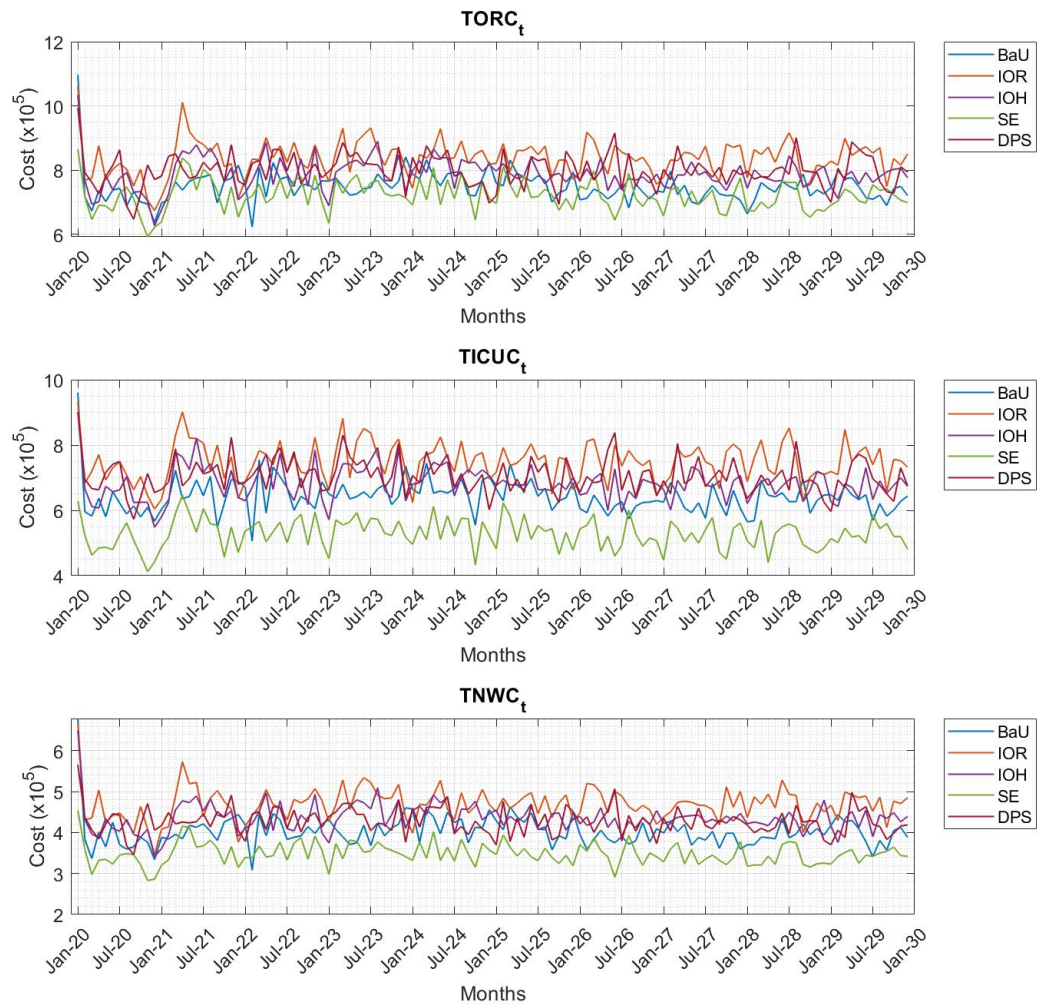 TORCt
12
10
8
6
Cost (x10^5)
Jan-20 Jul-20 Jan-21 Jul-21 Jan-22 Jul-22 Jan-23 Jul-23 Jan-24 Jul-24 Jan-25 Jul-25 Jan-26 Jul-26 Jan-27 Jul-27 Jan-28 Jul-28 Jan-29 Jul-29 Jan-30
Months
BaU
IOR
IOH
SE
DPS
TICUCt
10
8
6
4
Cost (x10^5)
Jan-20 Jul-20 Jan-21 Jul-21 Jan-22 Jul-22 Jan-23 Jul-23 Jan-24 Jul-24 Jan-25 Jul-25 Jan-26 Jul-26 Jan-27 Jul-27 Jan-28 Jul-28 Jan-29 Jul-29 Jan-30
Months
BaU
IOR
IOH
SE
DPS
TNWCt
6
5
4
3
2
Cost (x10^5)
Jan-20 Jul-20 Jan-21 Jul-21 Jan-22 Jul-22 Jan-23 Jul-23 Jan-24 Jul-24 Jan-25 Jul-25 Jan-26 Jul-26 Jan-27 Jul-27 Jan-28 Jul-28 Jan-29 Jul-29 Jan-30
Months
BaU
IOR
IOH
SE
DPS